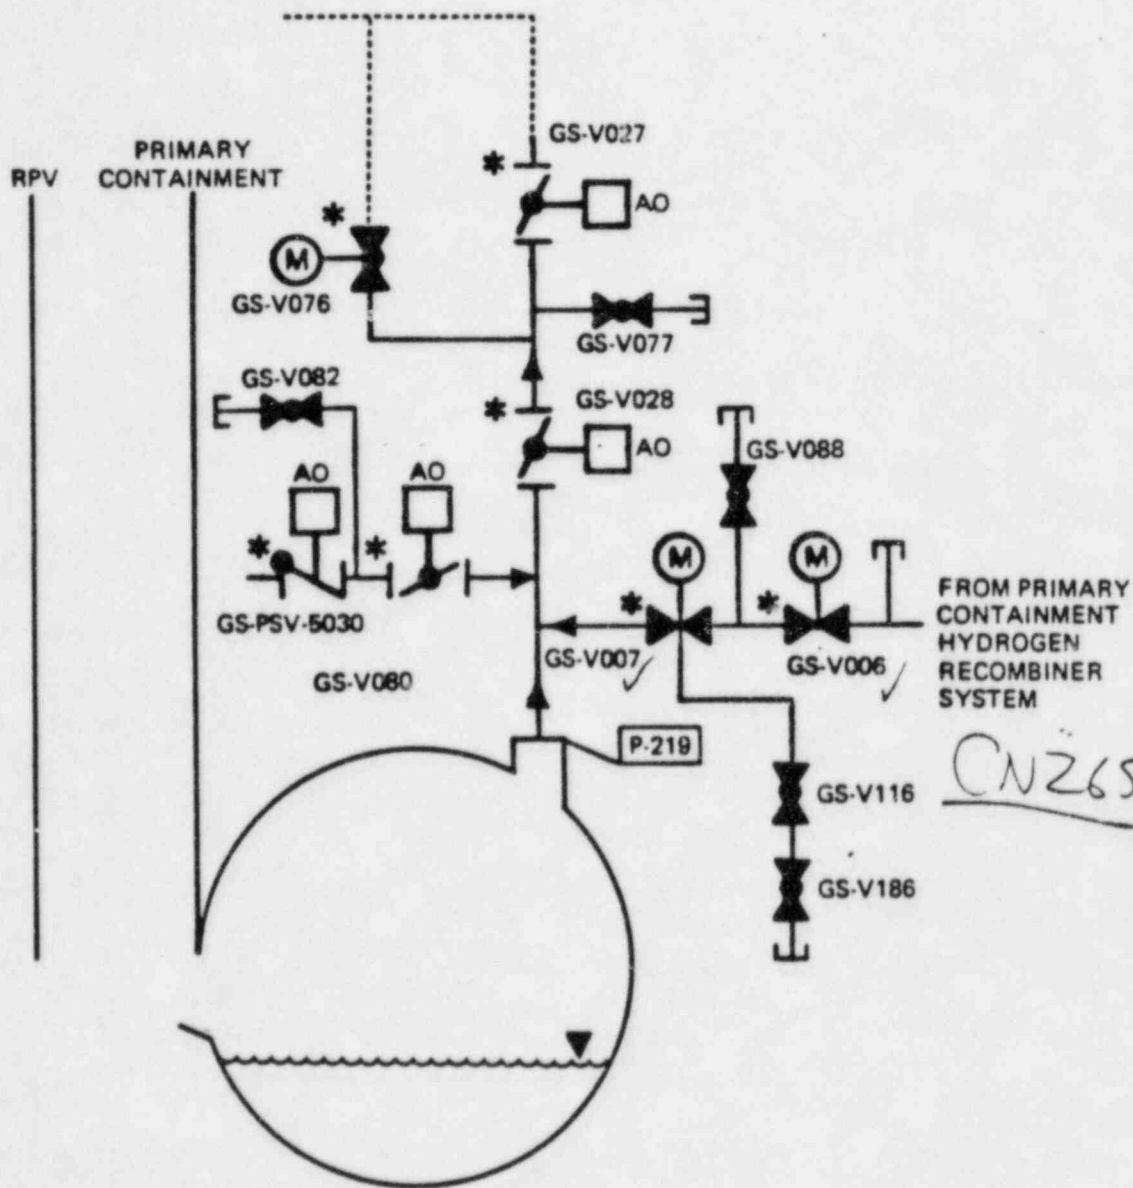 GS-V027
PRIMARY
CONTAINMENT
RPV
*
AO
*
M
GS-V076
GS-V077
GS-V082
*
GS-V028
AO
GS-V088
AO
AO
*
*
M
M
*
*
GS-PSV-5030
GS-V007
GS-V006
FROM PRIMARY
CONTAINMENT
HYDROGEN
RECOMBINER
SYSTEM
GS-V080
P-219
GS-V116
GS-V186